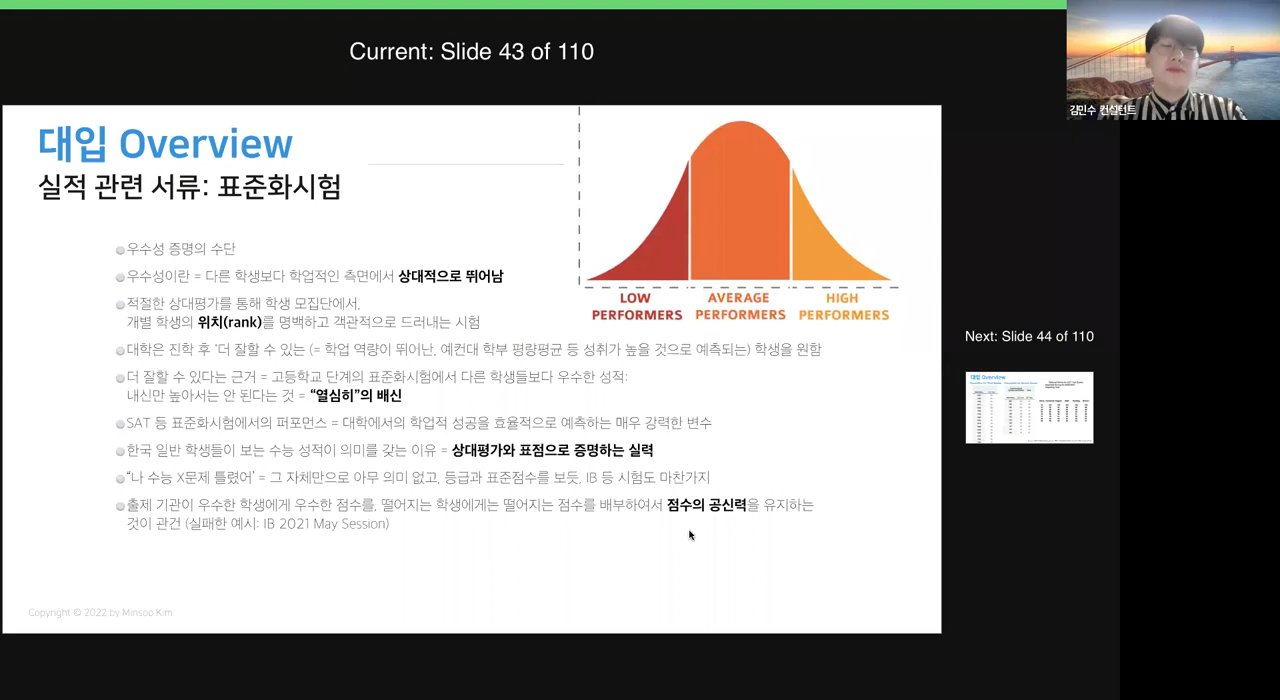 Current: Slide 43 of 110
김민수 컨설턴트
대입 Overview
실적 관련 서류: 표준화시험
우수성 증명의 수단
우수성이란 = 다른 학생보다 학업적인 측면에서 상대적으로 뛰어남
적절한 상대평가를 통해 학생 모집단에서,
개별 학생의 위치(rank)를 명백하고 객관적으로 드러내는 시험
LOW PERFORMERS
AVERAGE PERFORMERS
HIGH PERFORMERS
대학은 진학 후 '더 잘할 수 있는 (= 학업 역량이 뛰어난, 예컨대 학부 평량평균 등 성취가 높을 것으로 예측되는) 학생을 원함
더 잘할 수 있다는 근거 = 고등학교 단계의 표준화시험에서 다른 학생들보다 우수한 성적:
내신만 높아서는 안 된다는 것 = “열심히”의 배신
SAT 등 표준화시험에서의 퍼포먼스 = 대학에서의 학업적 성공을 효율적으로 예측하는 매우 강력한 변수
한국 일반 학생들이 보는 수능 성적이 의미를 갖는 이유 = 상대평가와 표점으로 증명하는 실력
“나 수능 X문제 틀렸어’ = 그 자체만으로 아무 의미 없고, 등급과 표준점수를 보듯, IB 등 시험도 마찬가지
출제 기관이 우수한 학생에게 우수한 점수를, 떨어지는 학생에게는 떨어지는 점수를 배부하여서 점수의 공신력을 유지하는
것이 관건 (실패한 예시: IB 2021 May Session)
Copyright © 2022 by Minsoo Kim
Next: Slide 44 of 110
대입 Overview